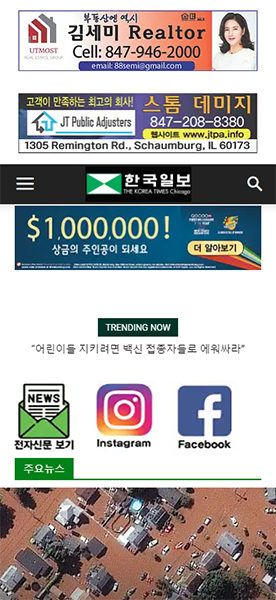 부동산엔 역시
김세미 Realtor
Cell: 847-946-2000
email: 88semi@gmail.com
UTMOST
REAL ESTATE GROUP
고객이 만족하는 최고의 회사!
스톰 데미지
JT Public Adjusters
847-208-8380
웹사이트 www.jtpa.info
1305 Remington Rd., Schaumburg, IL 60173
한국일보
THE KOREA TIMES Chicago
$1,000,000!
상금의 주인공이 되세요
더 알아보기
TRENDING NOW
“어린이들 지키려면 백신 접종자들로 에워싸라”
NEWS
전자신문 보기
Instagram
Facebook
주요뉴스